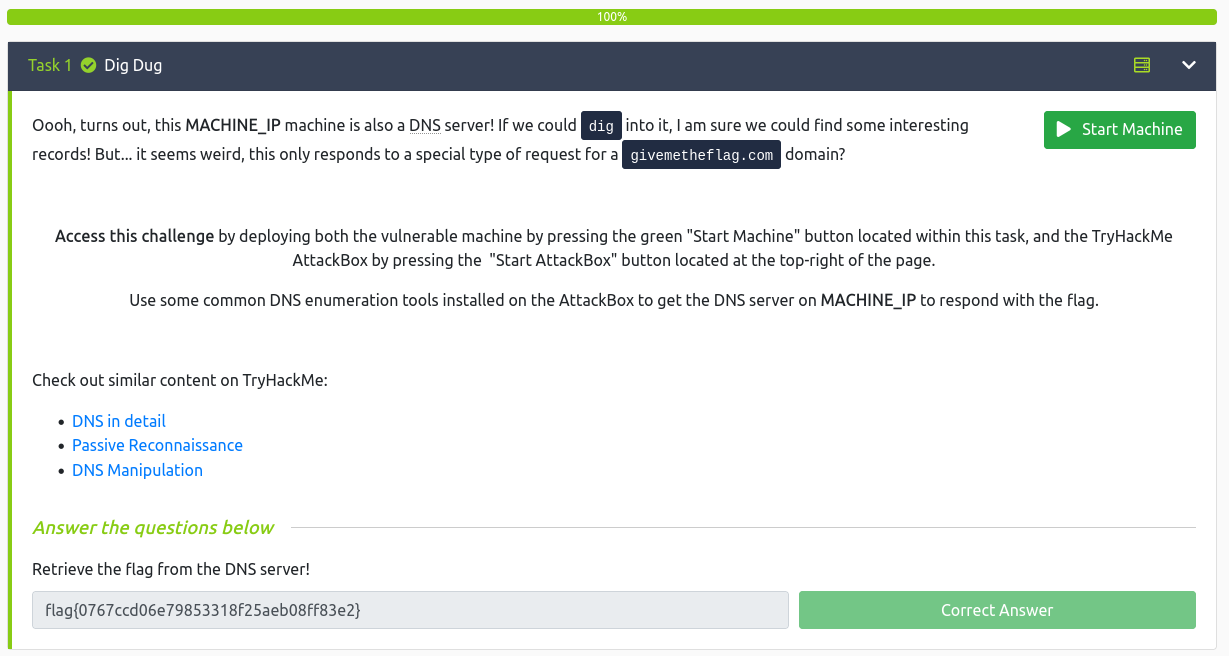 100%
Task 1 Dig Dug
Oooh, turns out, this MACHINE_IP machine is also a DNS server! If we could dig into it, I am sure we could find some interesting
Start Machine
records! But... it seems weird, this only responds to a special type of request for a givemetheflag.com domain?
Access this challenge by deploying both the vulnerable machine by pressing the green "Start Machine" button located within this task, and the TryHackMe
AttackBox by pressing the "Start AttackBox" button located at the top-right of the page.
Use some common DNS enumeration tools installed on the AttackBox to get the DNS server on MACHINE_IP to respond with the flag.
Check out similar content on TryHackMe:
• DNS in detail
• Passive Reconnaissance
• DNS Manipulation
Answer the questions below
Retrieve the flag from the DNS server!
flag{0767ccd06e79853318f25aeb08ff83e2}
Correct Answer